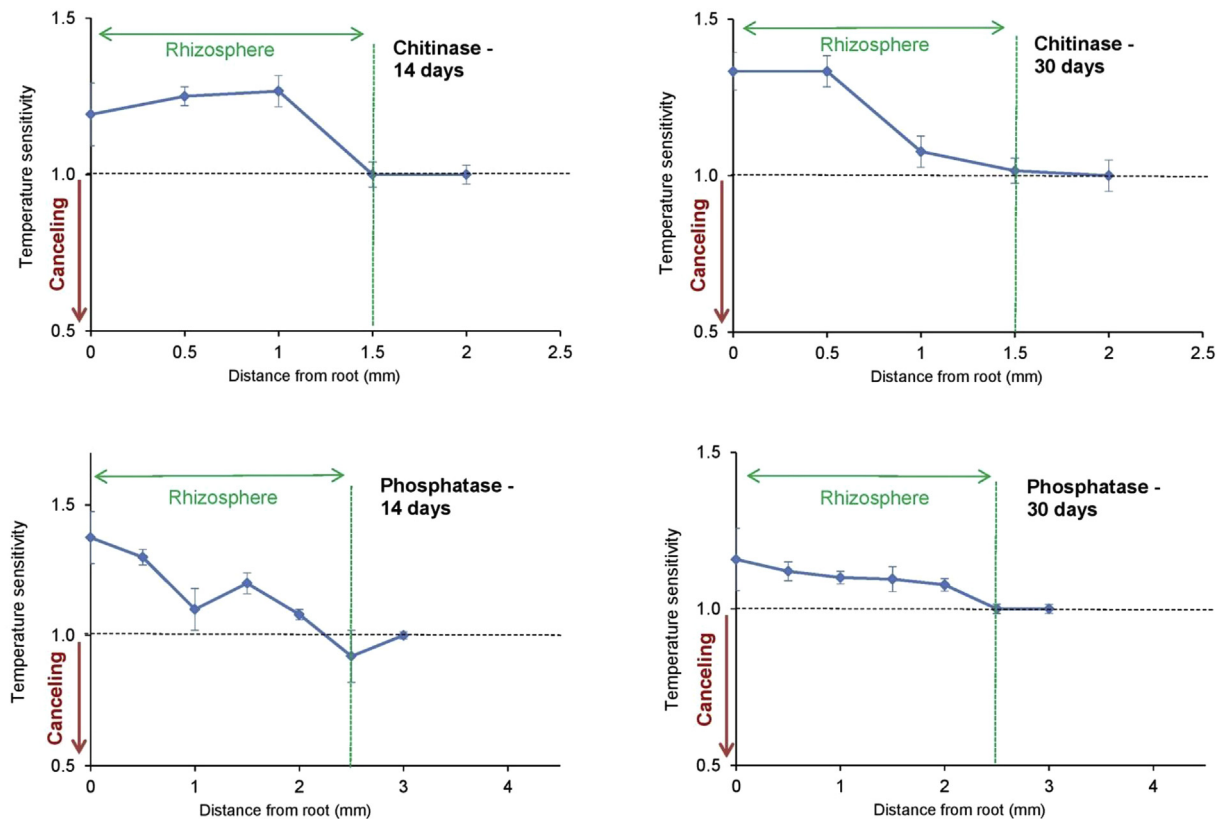 1.5
Rhizosphere
Chitinase -
14 days
Temperature sensitivity
1.0
Canceling
0.5
0 0.5 1 1.5 2 2.5
Distance from root (mm)
1.5
Rhizosphere
Chitinase -
30 days
Temperature sensitivity
1.0
Canceling
0.5
0 0.5 1 1.5 2 2.5
Distance from root (mm)
1.5
Rhizosphere
Phosphatase -
14 days
Temperature sensitivity
1.0
Canceling
0.5
0 1 2 3 4
Distance from root (mm)
1.5
Rhizosphere
Phosphatase -
30 days
Temperature sensitivity
1.0
Canceling
0.5
0 1 2 3 4
Distance from root (mm)